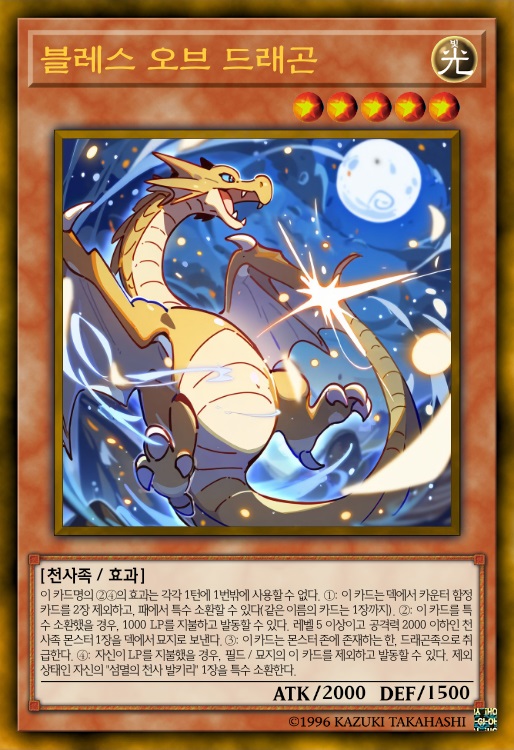 블레스 오브 드래곤
빛
光
[천사족 / 효과]
이 카드명의 ②④의 효과는 각각 1턴에 1번밖에 사용할 수 없다. ①: 이 카드는 덱에서 카운터 함정
카드를 2장 제외하고, 패에서 특수 소환할 수 있다(같은 이름의 카드는 1장까지). ②: 이 카드를 특
수 소환했을 경우, 1000 LP를 지불하고 발동할 수 있다. 레벨 5 이상이고 공격력 2000 이하인 천사
족 몬스터 1장을 덱에서 묘지로 보낸다. ③: 이 카드는 몬스터 존에 존재하는 한, 드래곤족으로 취
급한다. ④: 자신이 LP를 지불했을 경우, 필드 / 묘지의 이 카드를 제외하고 발동할 수 있다. 제외
상태인 자신의 "섬멸의 천사 발키리" 1장을 특수 소환한다.
ATK/2000 DEF/1500
©1996 KAZUKI TAKAHASHI